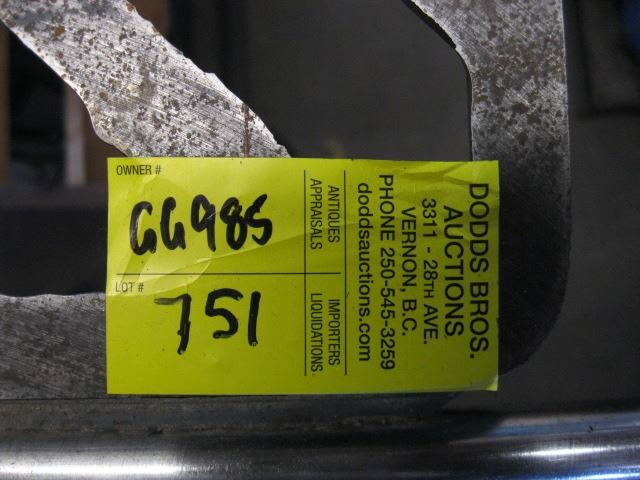 OWNER #
GG985
LOT #
751
ANTIQUES
APPRAISALS
IMPORTERS
LIQUIDATIONS
DODDS BROS.
AUCTIONS
3311 - 28TH AVE.
VERNON, B.C.
PHONE 250-545-3259
doddsauctions.com